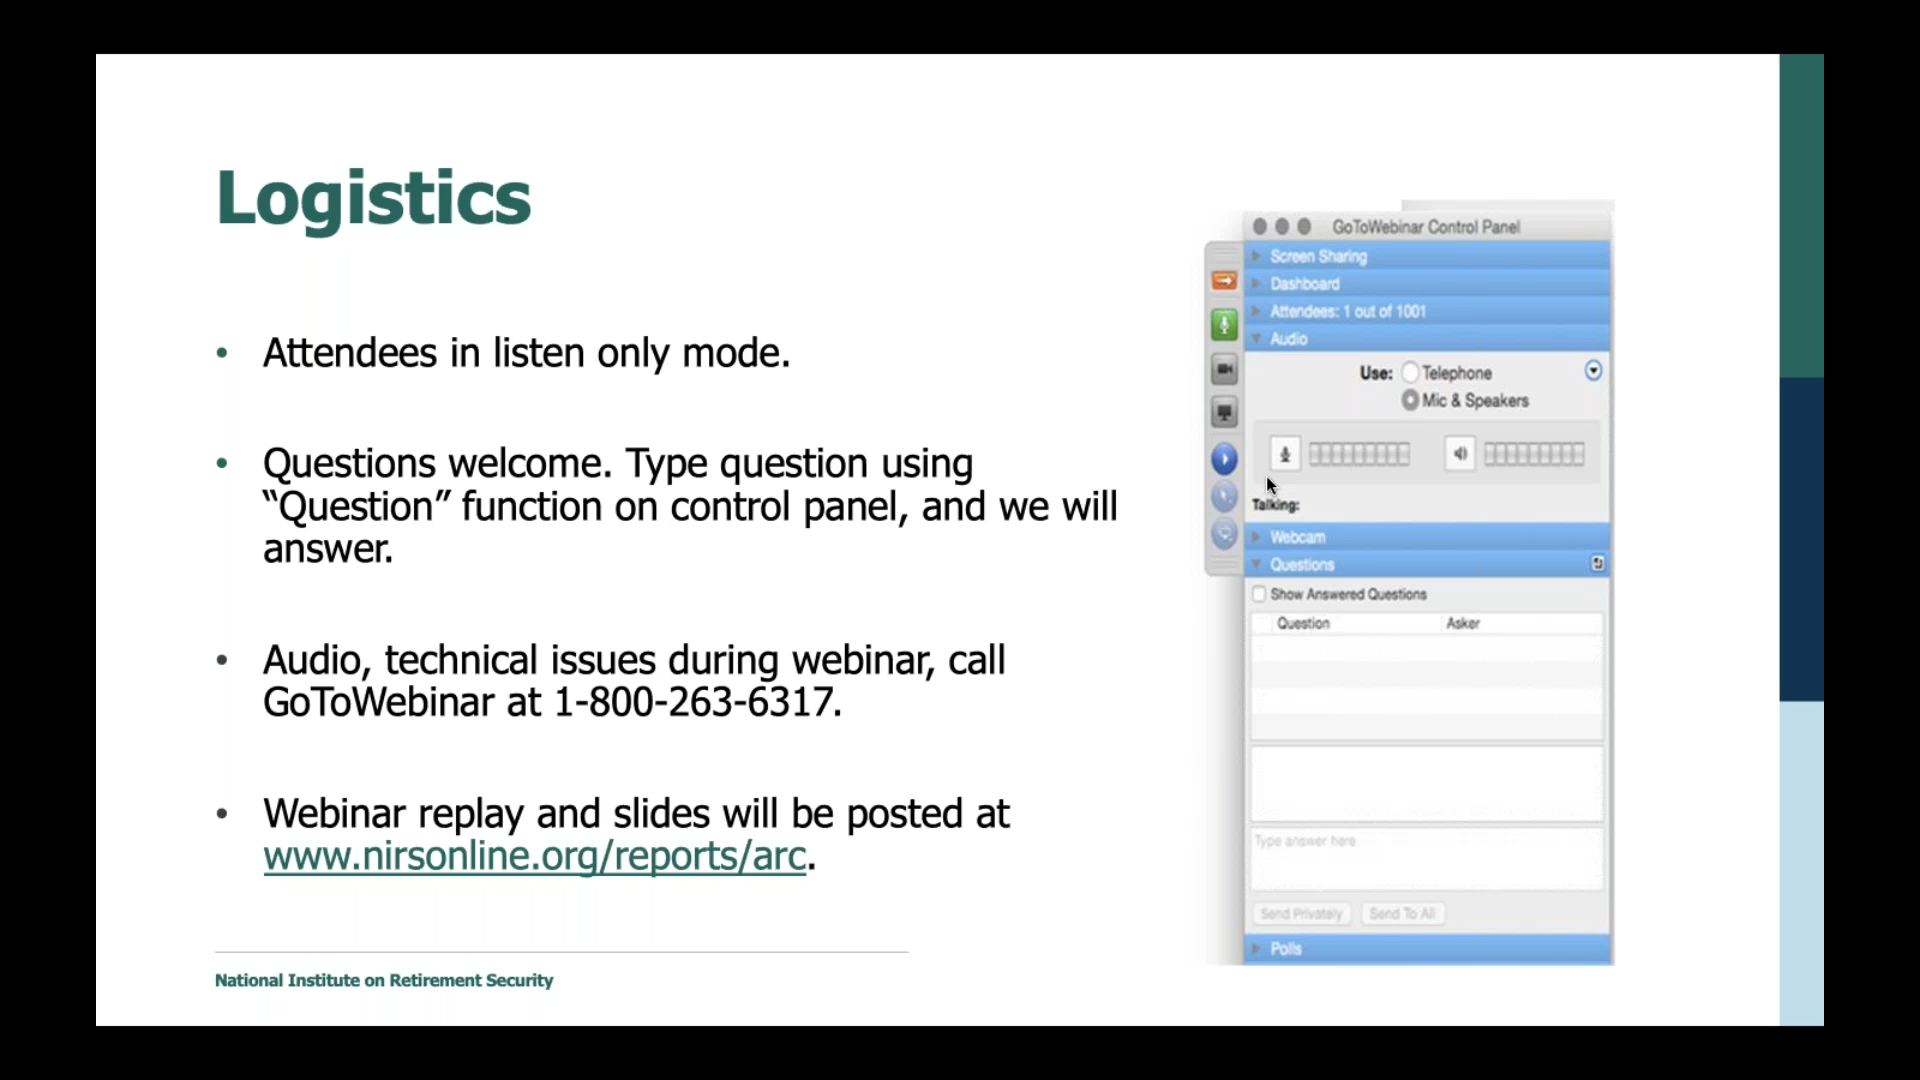 Logistics
• Attendees in listen only mode.
• Questions welcome. Type question using
“Question” function on control panel, and we will
answer.
• Audio, technical issues during webinar, call
GoToWebinar at 1-800-263-6317.
• Webinar replay and slides will be posted at
www.nirsonline.org/reports/arc.
National Institute on Retirement Security
GoToWebinar Control Panel
Screen Sharing
Dashboard
Attendees: 1 out of 1001
Audio
Use: Telephone
Mic & Speakers
Talking:
Webcam
Questions
Show Answered Questions
Question Asker
Type answer here
Send Privately Send To All
Polls